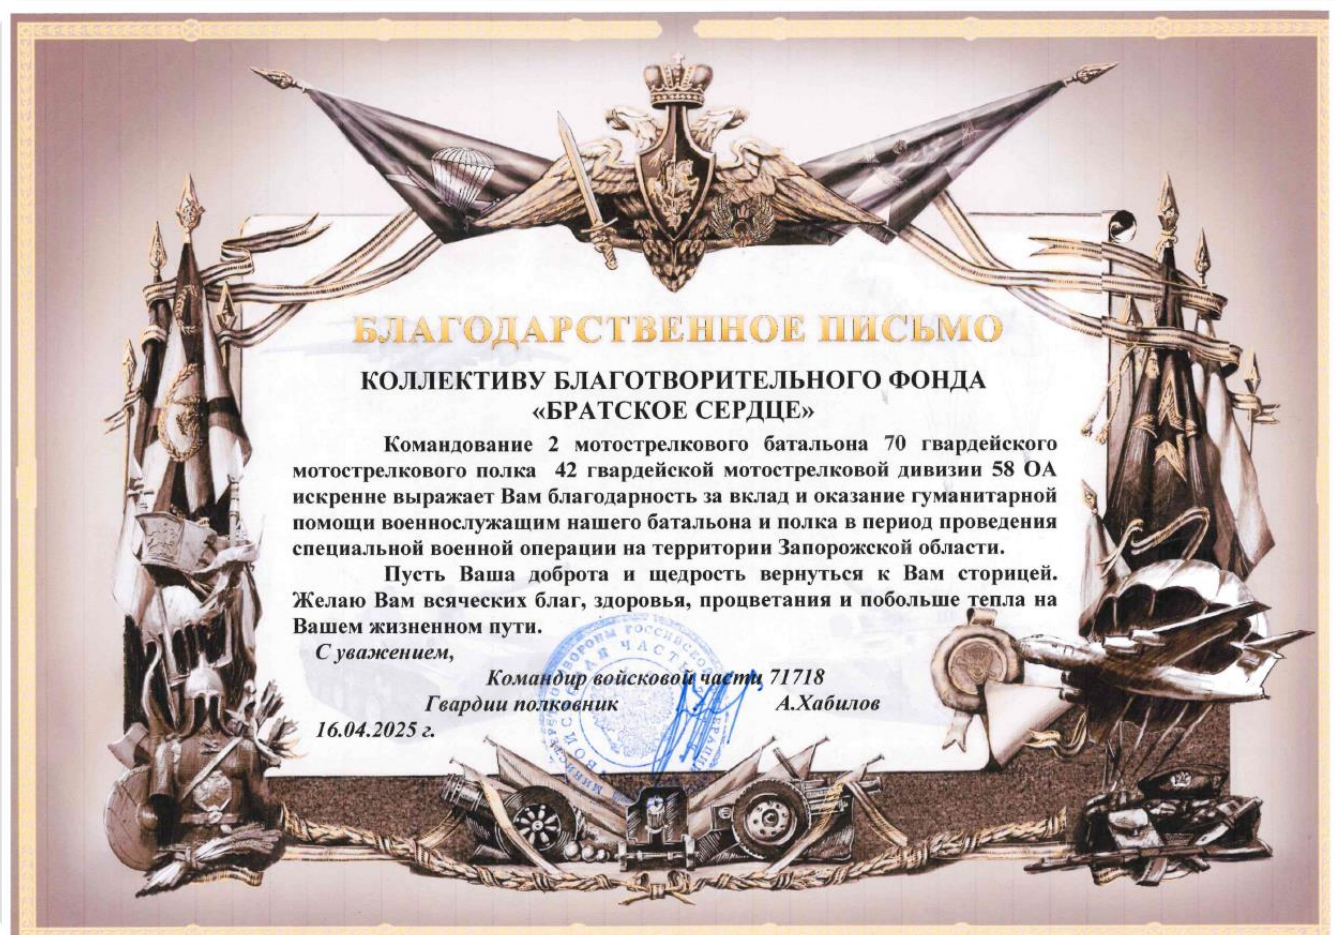 БЛАГОДАРСТВЕННОЕ ПИСЬМО
КОЛЛЕКТИВУ БЛАГОТВОРИТЕЛЬНОГО ФОНДА
«БРАТСКОЕ СЕРДЦЕ»
Командование 2 мотострелкового батальона 70 гвардейского
мотострелкового полка 42 гвардейской мотострелковой дивизии 58 ОА
искренне выражает Вам благодарность за вклад и оказание гуманитарной
помощи военнослужащим нашего батальона и полка в период проведения
специальной военной операции на территории Запорожской области.
Пусть Ваша доброта и щедрость вернуться к Вам сторицей.
Желаю Вам всяческих благ, здоровья, процветания и побольше тепла на
Вашем жизненном пути.
С уважением,
Командир войсковой части 71718
Гвардии полковник А.Хабилов
16.04.2025 г.
ВОЙСКОВАЯ ЧАСТЬ